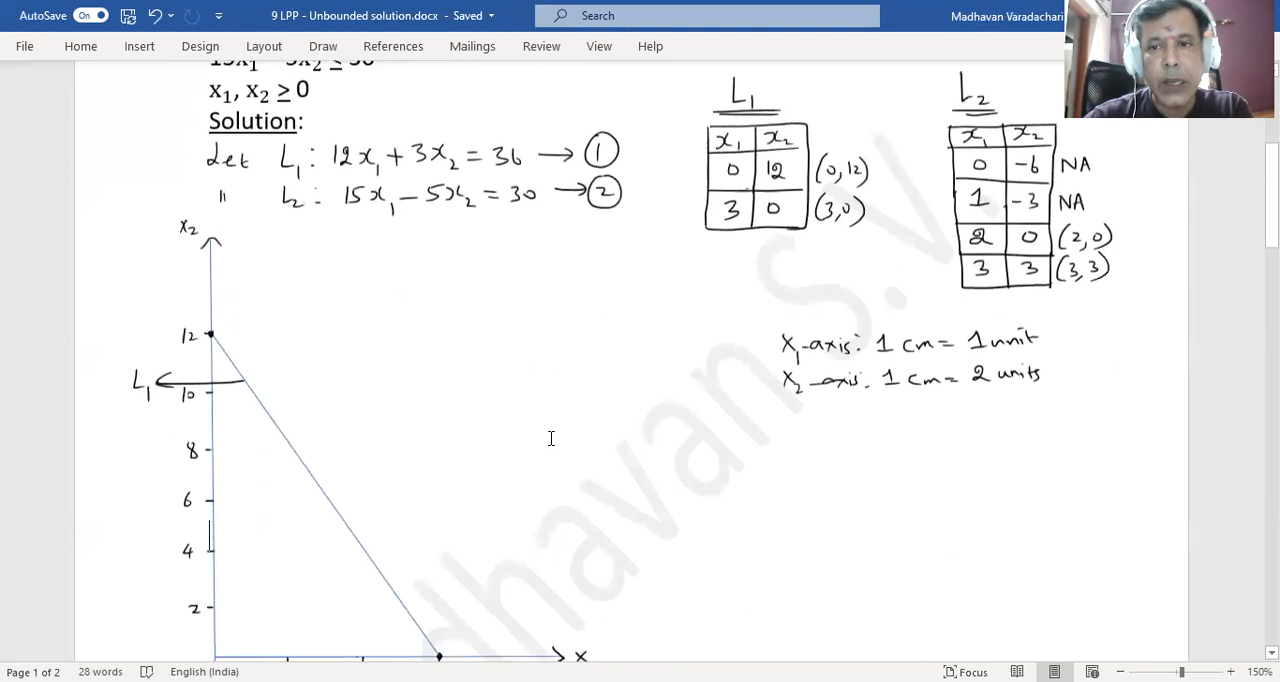 AutoSave On 9 LPP - Unbounded solution.docx - Saved Search Madhavan Varadachari
File Home Insert Design Layout References Mailings Review View Help
x₁, x₂ ≥ 0
Solution:
Let L₁ : 12x₁ + 3x₂ = 36 → ①
" L₂ : 15x₁ - 5x₂ = 30 → ②
L₁
x₁ x₂
0 12 (0,12)
3 0 (3,0)
L₂
x₁ x₂
0 -6 NA
1 -3 NA
2 0 (2,0)
3 3 (3,3)
x₁-axis: 1 cm = 1 unit
x₂-axis: 1 cm = 2 units
x₂
12
L₁
10
8
6
4
2
x
dhavan S.V.
Page 1 of 2 28 words English (India) Focus 150%